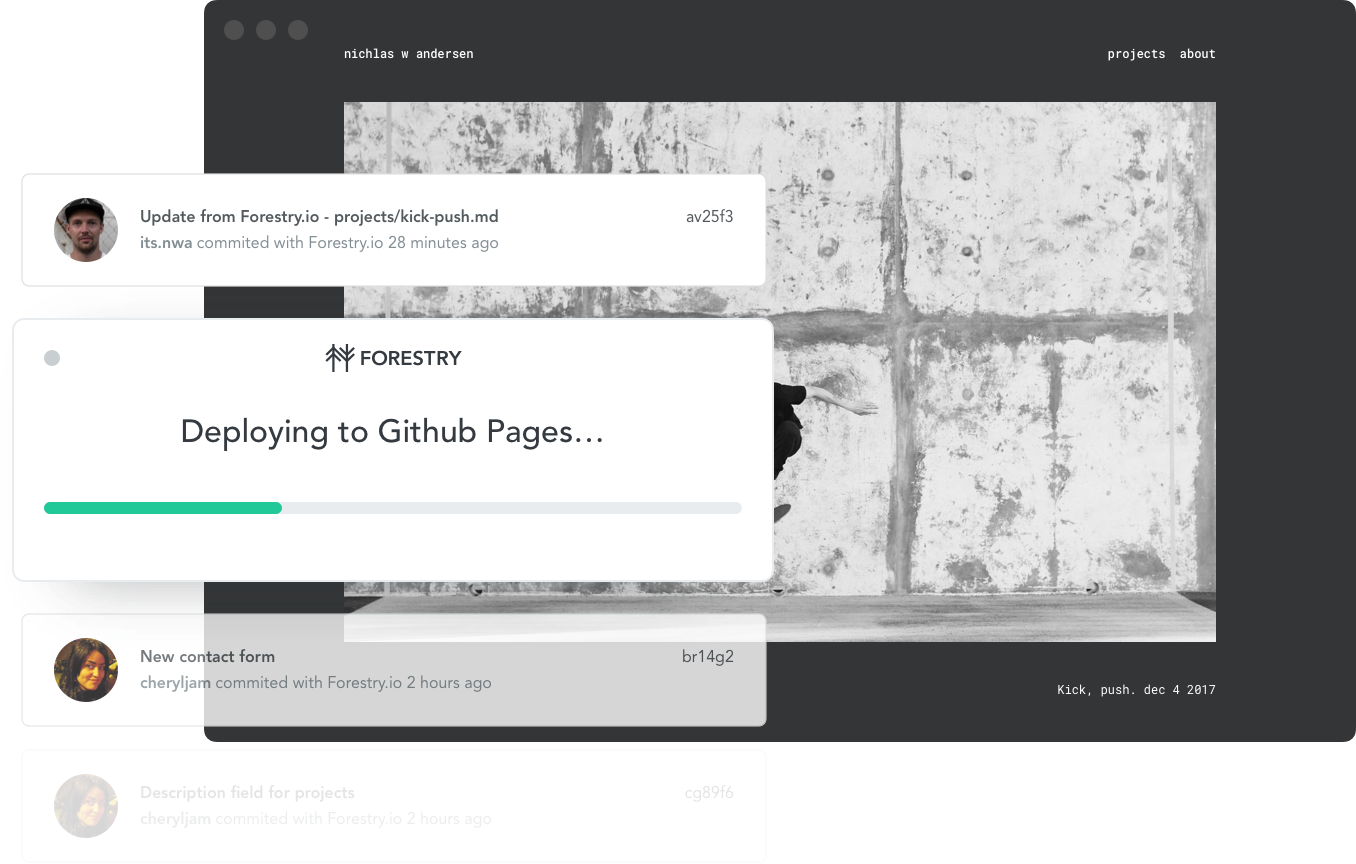 nichlas w andersen
projects about
Update from Forestry.io - projects/kick-push.md
av25f3
its.nwa commited with Forestry.io 28 minutes ago
FORESTRY
Deploying to Github Pages...
New contact form
br14g2
cheryljam commited with Forestry.io 2 hours ago
Kick, push. dec 4 2017
Description field for projects
cg89f6
cheryljam commited with Forestry.io 2 hours ago